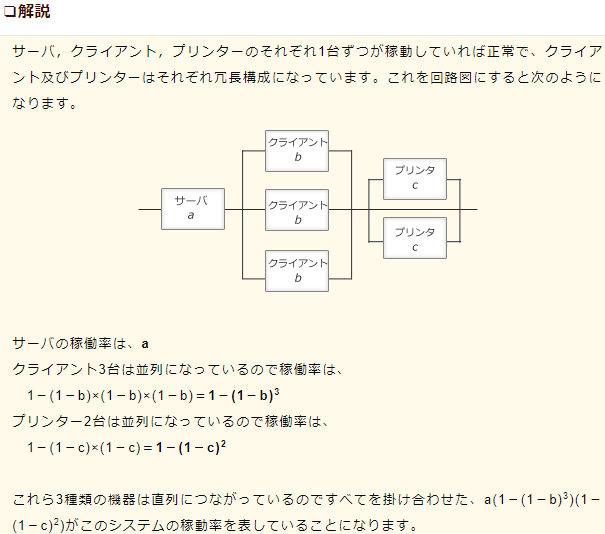 ❏解説
サーバ，クライアント，プリンターのそれぞれ1台ずつが稼動していれば正常で、クライア
ント及びプリンターはそれぞれ冗長構成になっています。これを回路図にすると次のように
なります。
クライアント
b
プリンタ
c
サーバ
a
クライアント
b
プリンタ
c
クライアント
b
サーバの稼働率は、a
クライアント3台は並列になっているので稼働率は、
1－(1－b)×(1－b)×(1－b)＝1－(1－b)³
プリンター2台は並列になっているので稼働率は、
1－(1－c)×(1－c)＝1－(1－c)²
これら3種類の機器は直列につながっているのですべてを掛け合わせた、a(1－(1－b)³)(1－
(1－c)²)がこのシステムの稼動率を表していることになります。